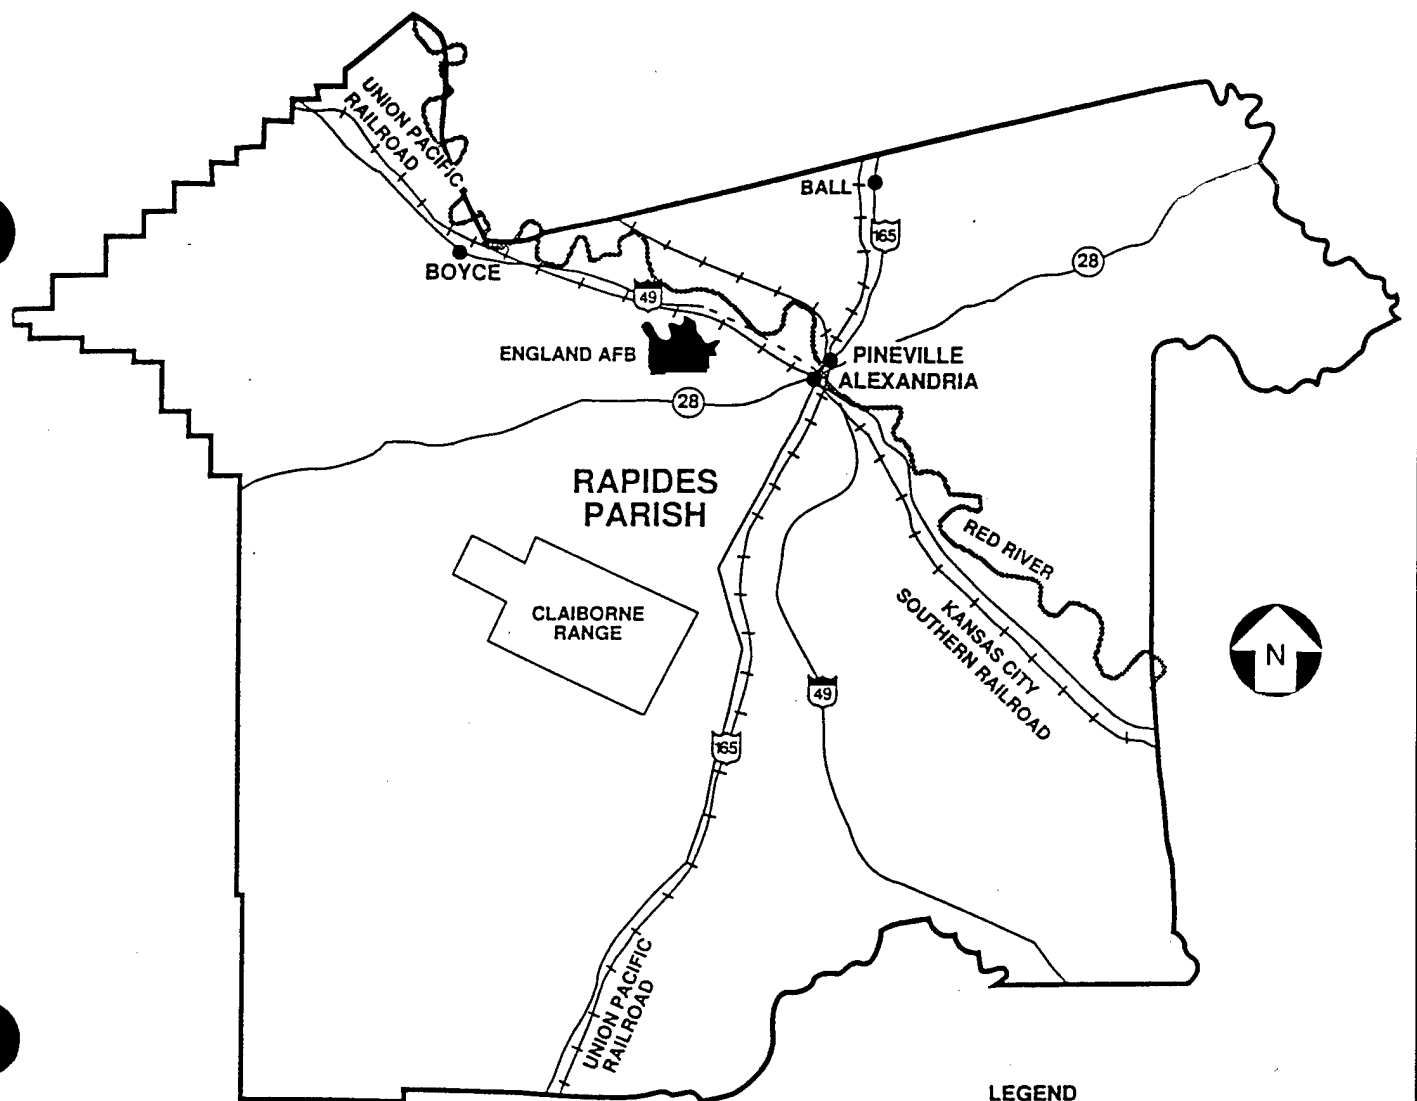 UNION PACIFIC
RAILROAD
BALL
165
28
BOYCE
49
ENGLAND AFB
PINEVILLE
ALEXANDRIA
28
RAPIDES
PARISH
RED RIVER
CLAIBORNE
RANGE
KANSAS CITY
SOUTHERN RAILROAD
N
49
165
UNION PACIFIC
RAILROAD
LEGEND